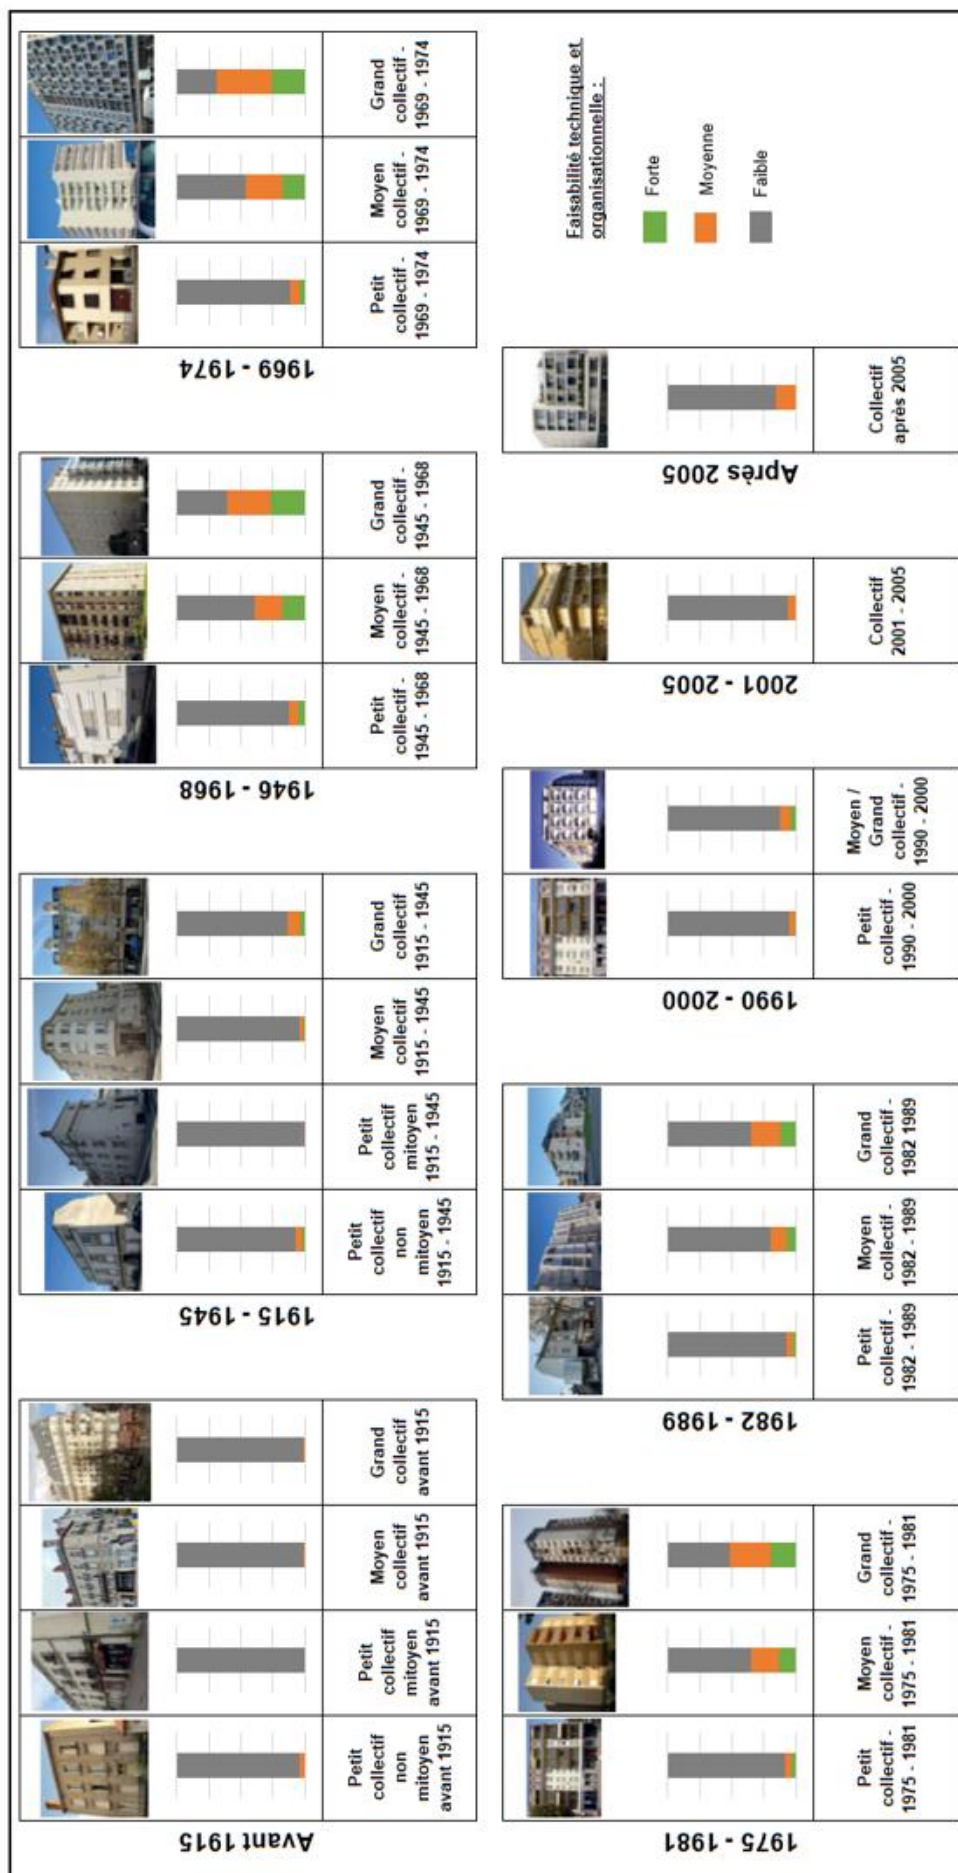 Avant 1915
Petit
collectif
non
mitoyen
avant 1915
Petit
collectif
mitoyen
avant 1915
Moyen
collectif
avant 1915
Grand
collectif
avant 1915
1915 - 1945
Petit
collectif
non
mitoyen
1915 - 1945
Petit
collectif
mitoyen
1915 - 1945
Moyen
collectif
1915 - 1945
Grand
collectif
1915 - 1945
1946 - 1968
Petit
collectif -
1945 - 1968
Moyen
collectif -
1945 - 1968
Grand
collectif -
1945 - 1968
1969 - 1974
Petit
collectif -
1969 - 1974
Moyen
collectif -
1969 - 1974
Grand
collectif -
1969 - 1974
1975 - 1981
Petit
collectif -
1975 - 1981
Moyen
collectif -
1975 - 1981
Grand
collectif -
1975 - 1981
1982 - 1989
Petit
collectif -
1982 - 1989
Moyen
collectif -
1982 - 1989
Grand
collectif -
1982 1989
1990 - 2000
Petit
collectif -
1990 - 2000
Moyen /
Grand
collectif -
1990 - 2000
2001 - 2005
Collectif
2001 - 2005
Après 2005
Collectif
après 2005
Faisabilité technique et
organisationnelle :
Forte
Moyenne
Faible